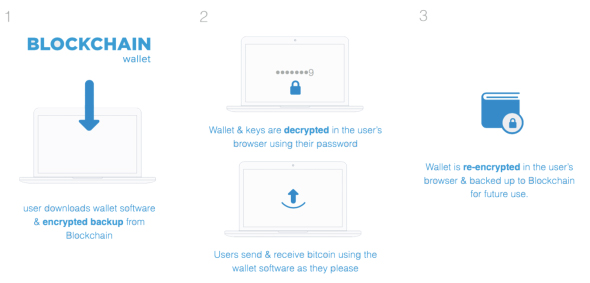 1
BLOCKCHAIN
wallet
user downloads wallet software
& encrypted backup from
Blockchain
2
•••••••9
Wallet & keys are decrypted in the user's
browser using their password
Users send & receive bitcoin using the
wallet software as they please
3
Wallet is re-encrypted in the user's
browser & backed up to Blockchain
for future use.